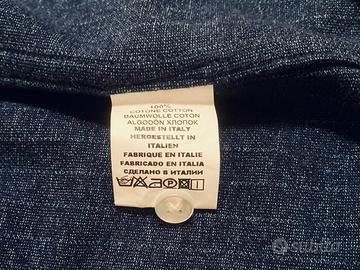 100%
COTONE COTTON
BAUMWOLLE COTON
ALGODÓN ХЛОПОК
MADE IN ITALY
HERGESTELLT IN
ITALIEN
FABRIQUE EN ITALIE
FABRICADO EN ITALIA
СДЕЛАНО В ИТАЛИИ
subito